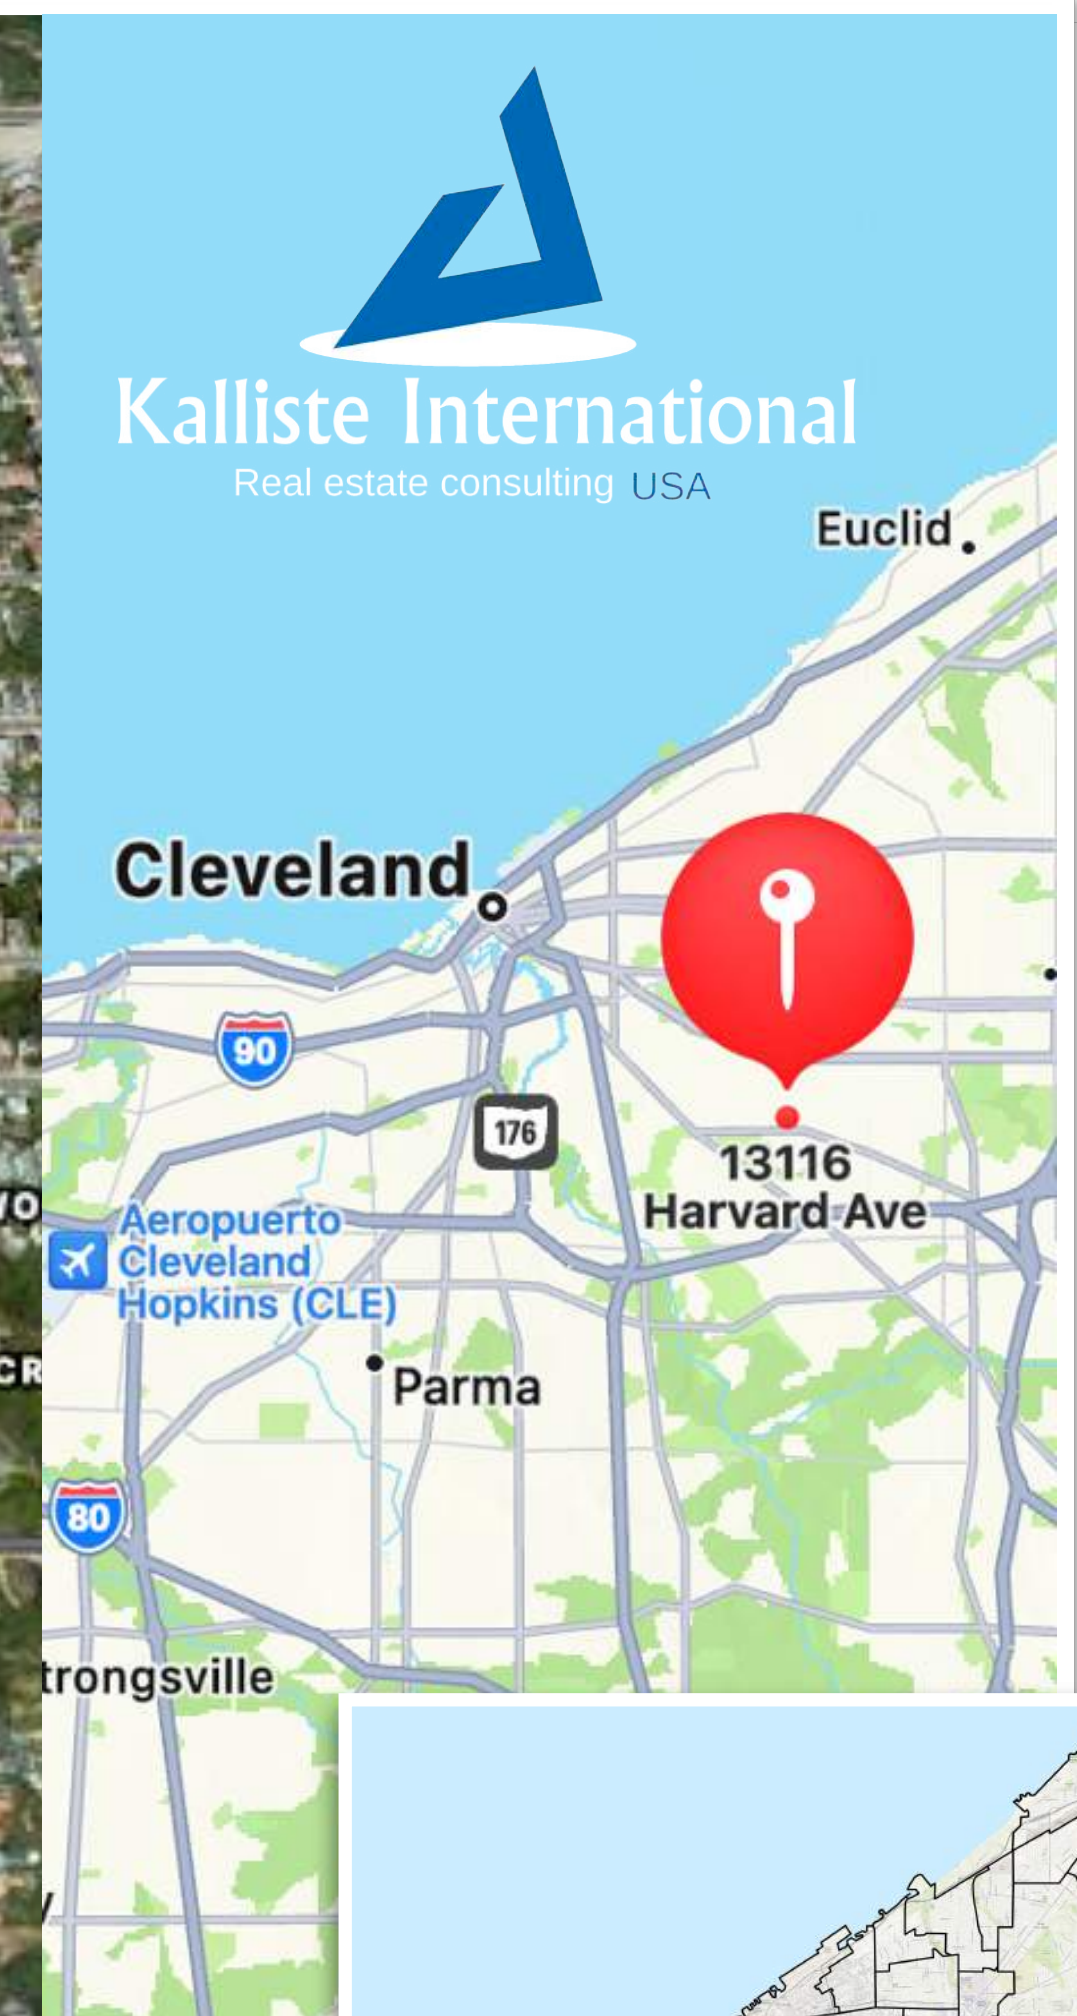 Kalliste International
Real estate consulting USA
Euclid
Cleveland
90
176
13116
Harvard Ave
Aeropuerto
Cleveland
Hopkins (CLE)
Parma
80
trongsville